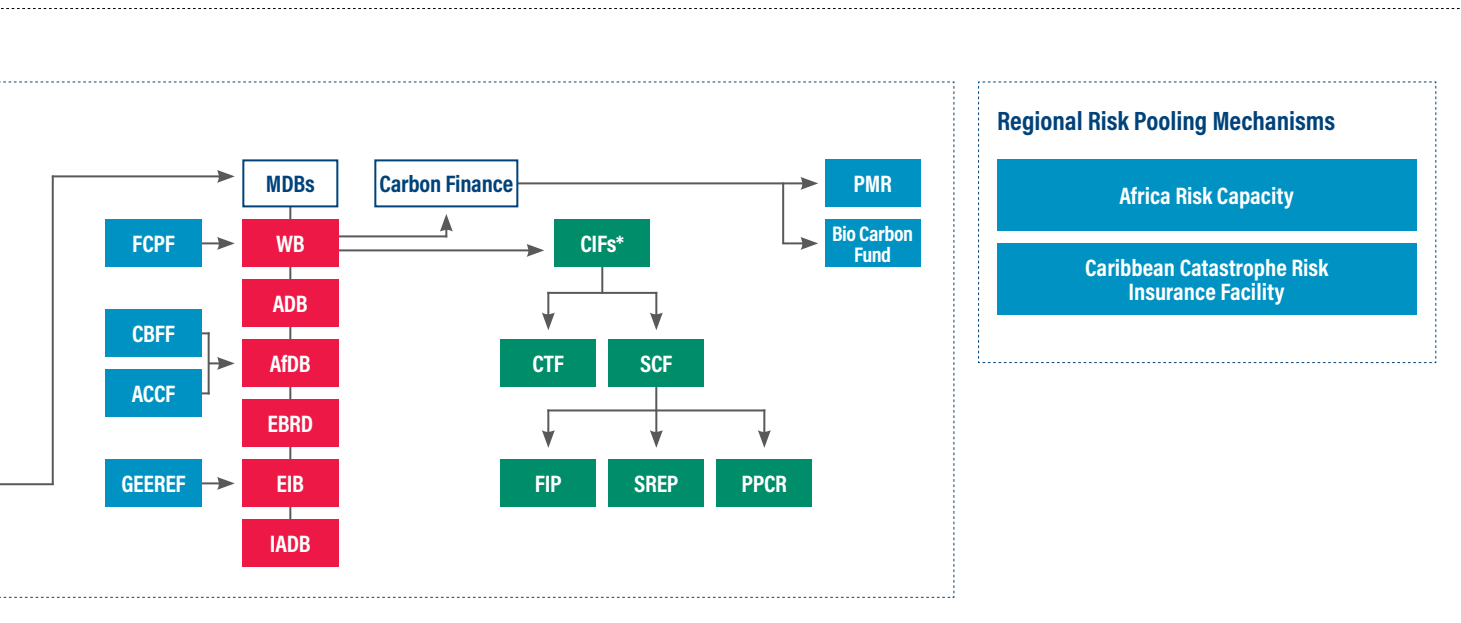 Regional Risk Pooling Mechanisms
Africa Risk Capacity
Caribbean Catastrophe Risk
Insurance Facility
MDBs
Carbon Finance
PMR
FCPF
WB
CIFs*
Bio Carbon
Fund
ADB
CBFF
AfDB
CTF
SCF
ACCF
EBRD
GEEREF
EIB
FIP
SREP
PPCR
IADB